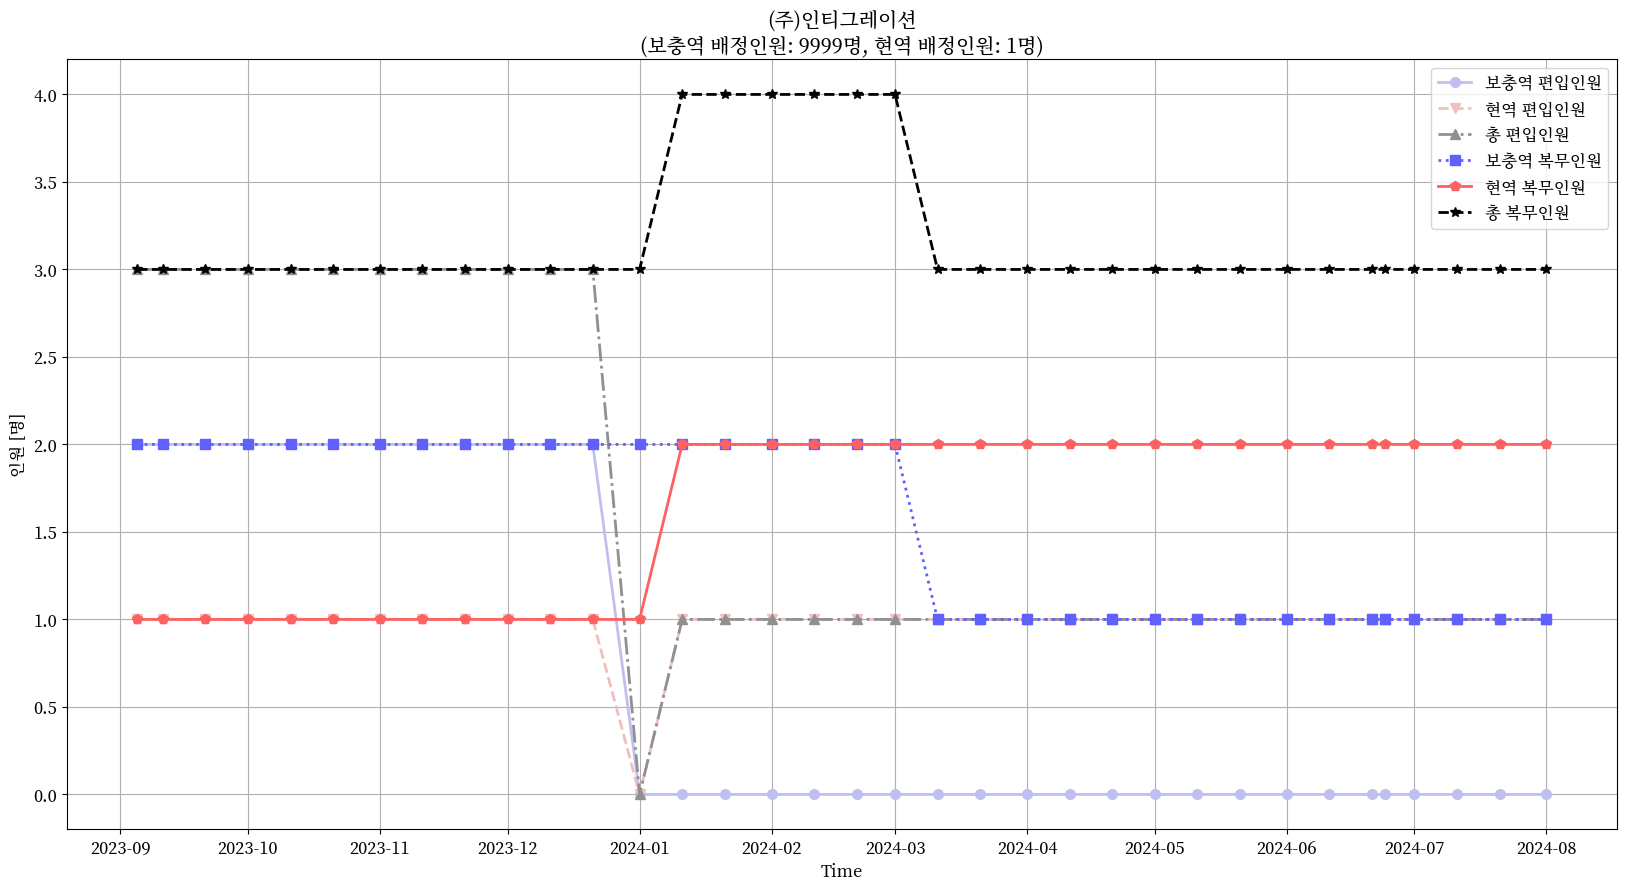 (주)인티그레이션
(보충역 배정인원: 9999명, 현역 배정인원: 1명)
보충역 편입인원
현역 편입인원
총 편입인원
보충역 복무인원
현역 복무인원
총 복무인원
인원 [명]
4.0
3.5
3.0
2.5
2.0
1.5
1.0
0.5
0.0
2023-09 2023-10 2023-11 2023-12 2024-01 2024-02 2024-03 2024-04 2024-05 2024-06 2024-07 2024-08
Time